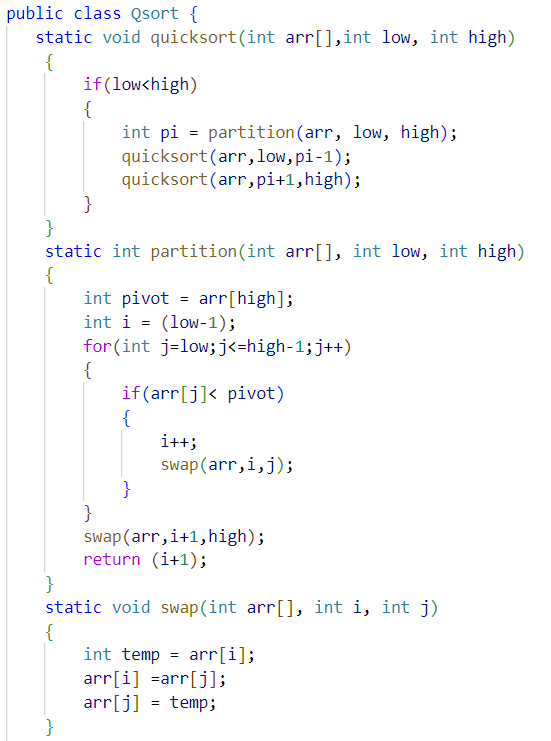 public class Qsort {
static void quicksort(int arr[],int low, int high)
{
if(low<high)
{
int pi = partition(arr, low, high);
quicksort(arr,low,pi-1);
quicksort(arr,pi+1,high);
}
}
static int partition(int arr[], int low, int high)
{
int pivot = arr[high];
int i = (low-1);
for(int j=low;j<=high-1;j++)
{
if(arr[j]< pivot)
{
i++;
swap(arr,i,j);
}
}
swap(arr,i+1,high);
return (i+1);
}
static void swap(int arr[], int i, int j)
{
int temp = arr[i];
arr[i] =arr[j];
arr[j] = temp;
}